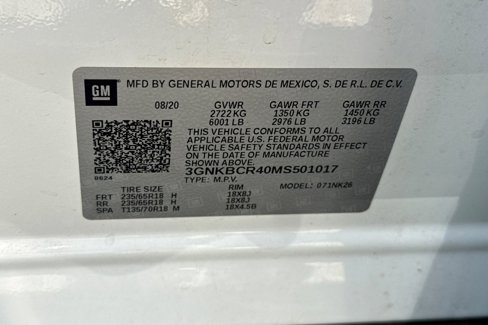 GM
MFD BY GENERAL MOTORS DE MEXICO, S. DE R.L. DE C.V.
08/20 GVWR GAWR FRT GAWR RR
2722 KG 1350 KG 1450 KG
6001 LB 2976 LB 3196 LB
THIS VEHICLE CONFORMS TO ALL
APPLICABLE U.S. FEDERAL MOTOR
VEHICLE SAFETY STANDARDS IN EFFECT
ON THE DATE OF MANUFACTURE
SHOWN ABOVE.
3GNKBCR40MS501017
0624 TYPE: M.P.V.
TIRE SIZE RIM MODEL: 071NK26
FRT 235/65R18 H 18X8J
RR 235/65R18 H 18X8J
SPA T135/70R18 M 18X4.5B